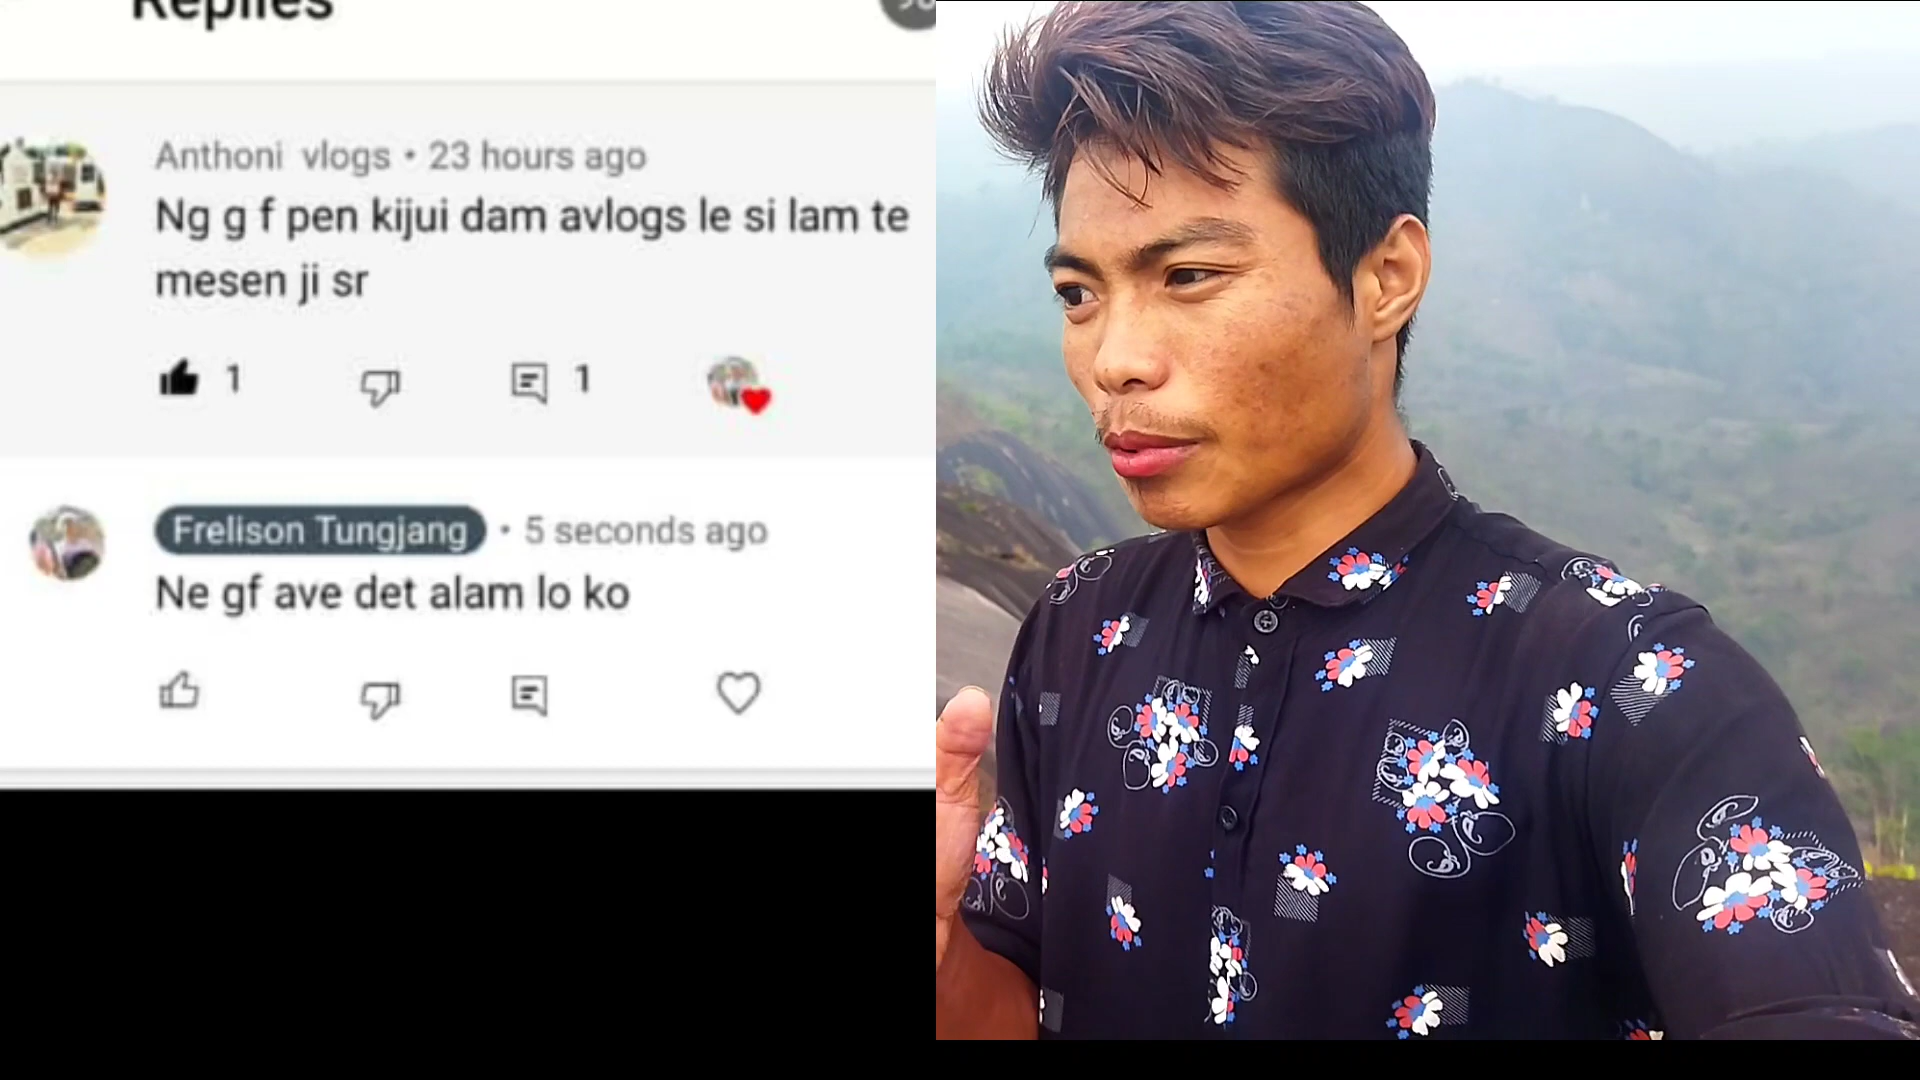 Replies
Anthoni vlogs • 23 hours ago
Ng g f pen kijui dam avlogs le si lam te
mesen ji sr
1
1
Frelison Tungjang • 5 seconds ago
Ne gf ave det alam lo ko